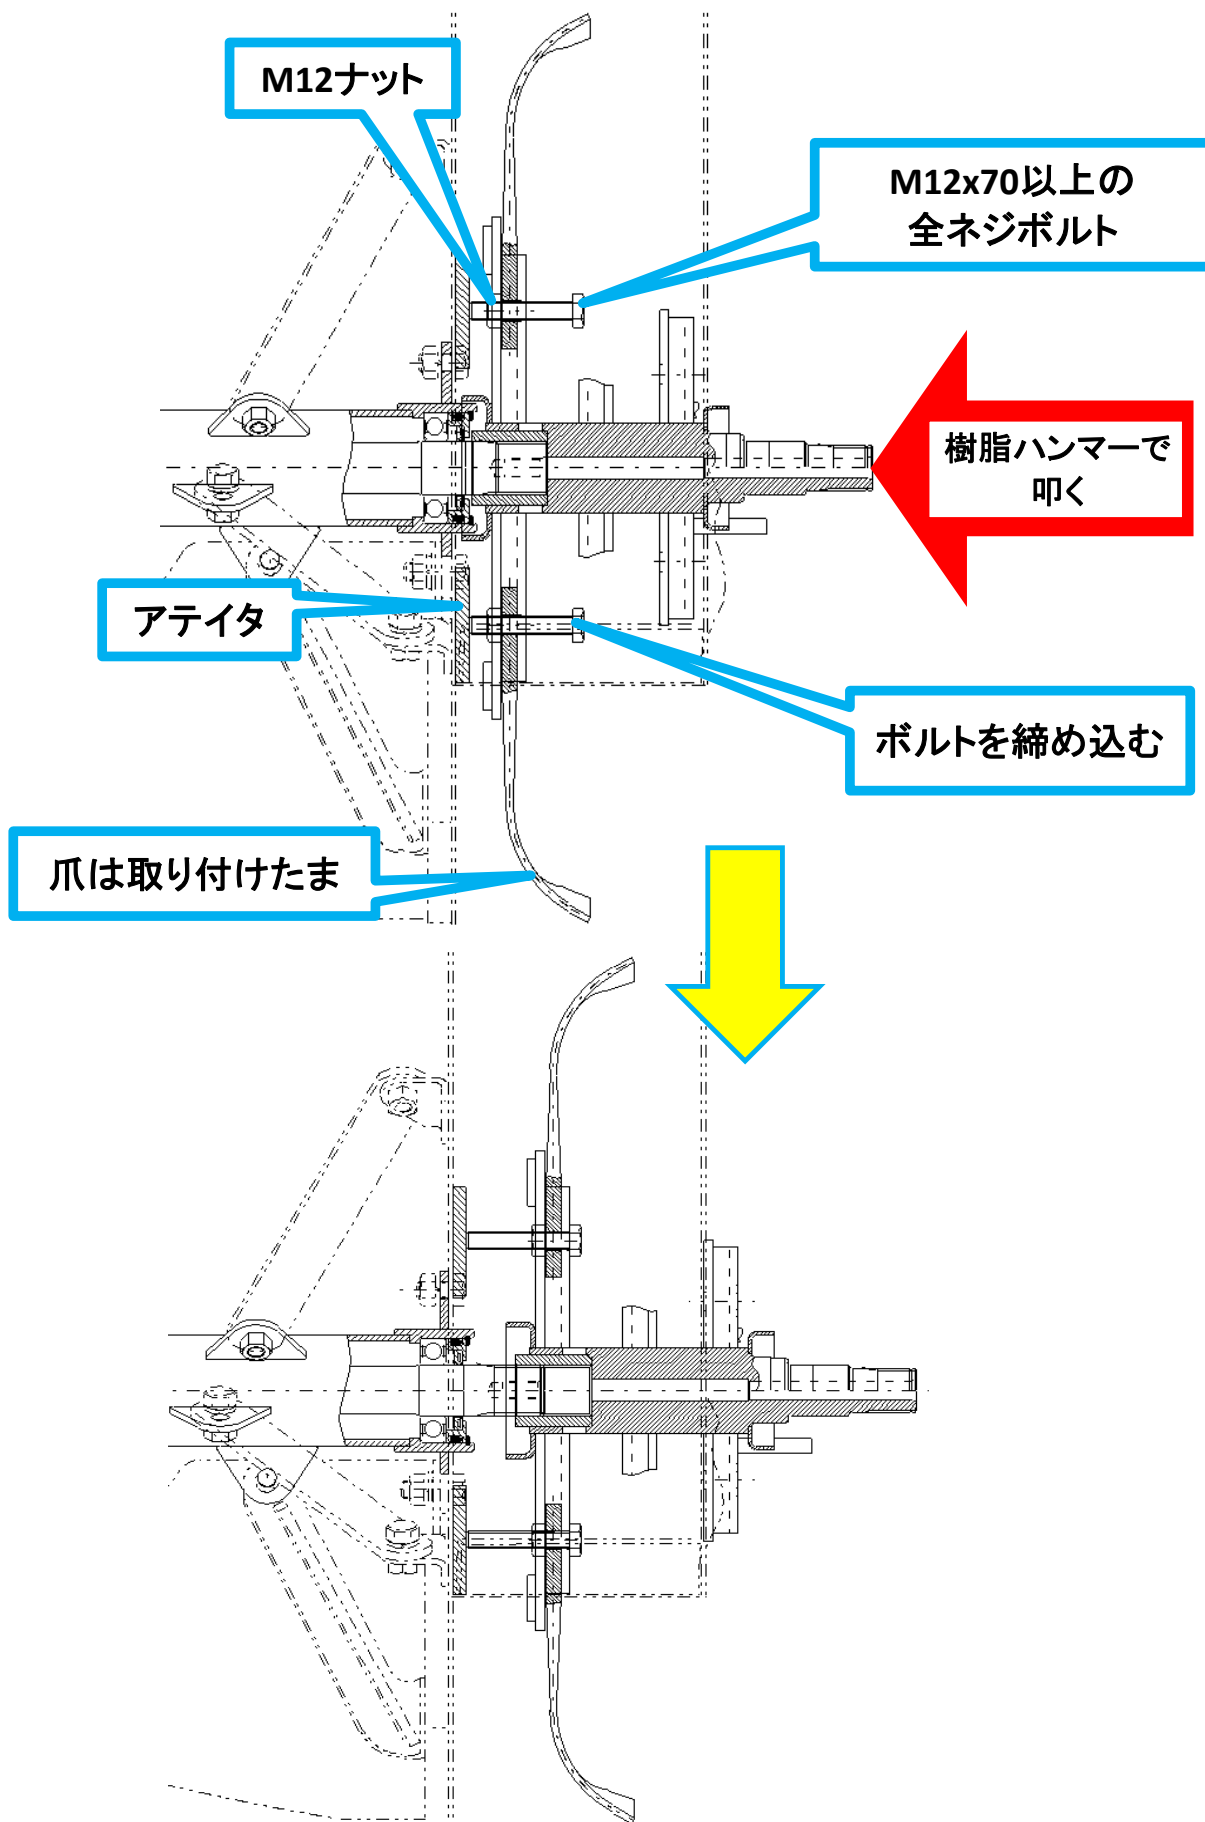 M12ナット
M12x70以上の
全ネジボルト
樹脂ハンマーで
叩く
アテイタ
ボルトを締め込む
爪は取り付けたま